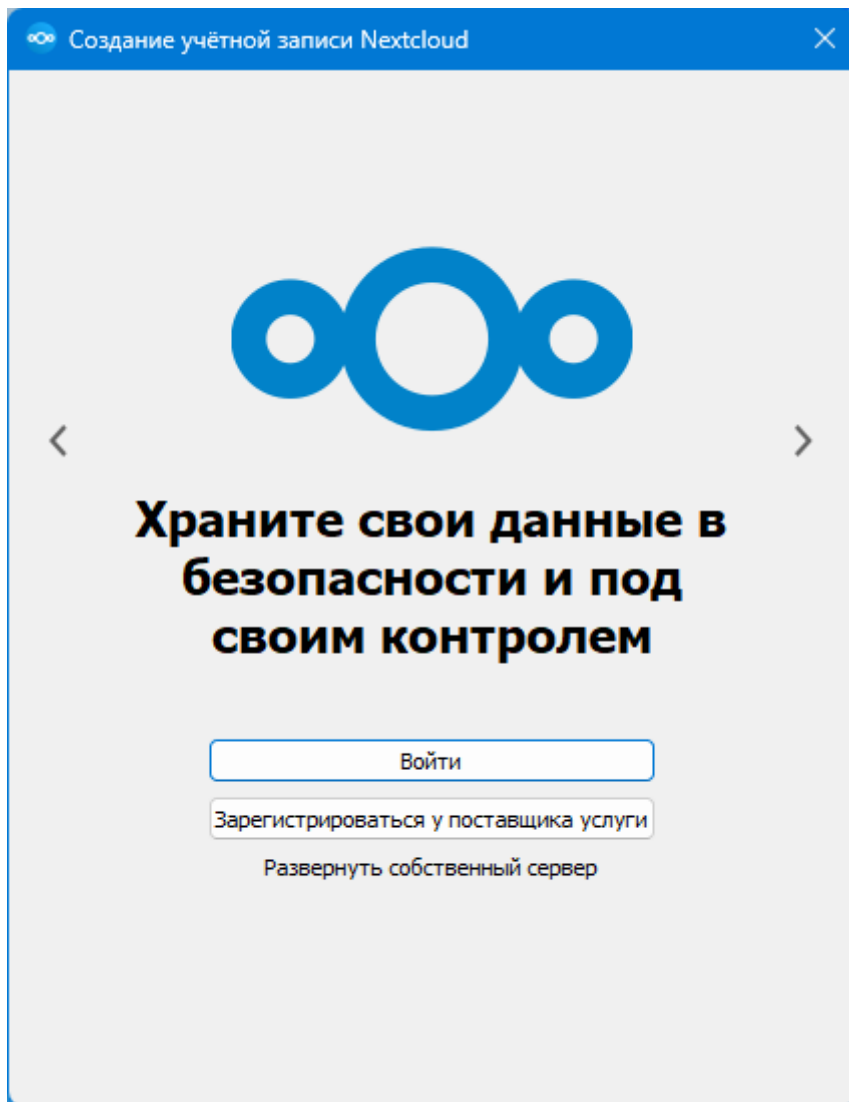 Создание учётной записи Nextcloud
Храните свои данные в
безопасности и под
своим контролем
Войти
Зарегистрироваться у поставщика услуги
Развернуть собственный сервер